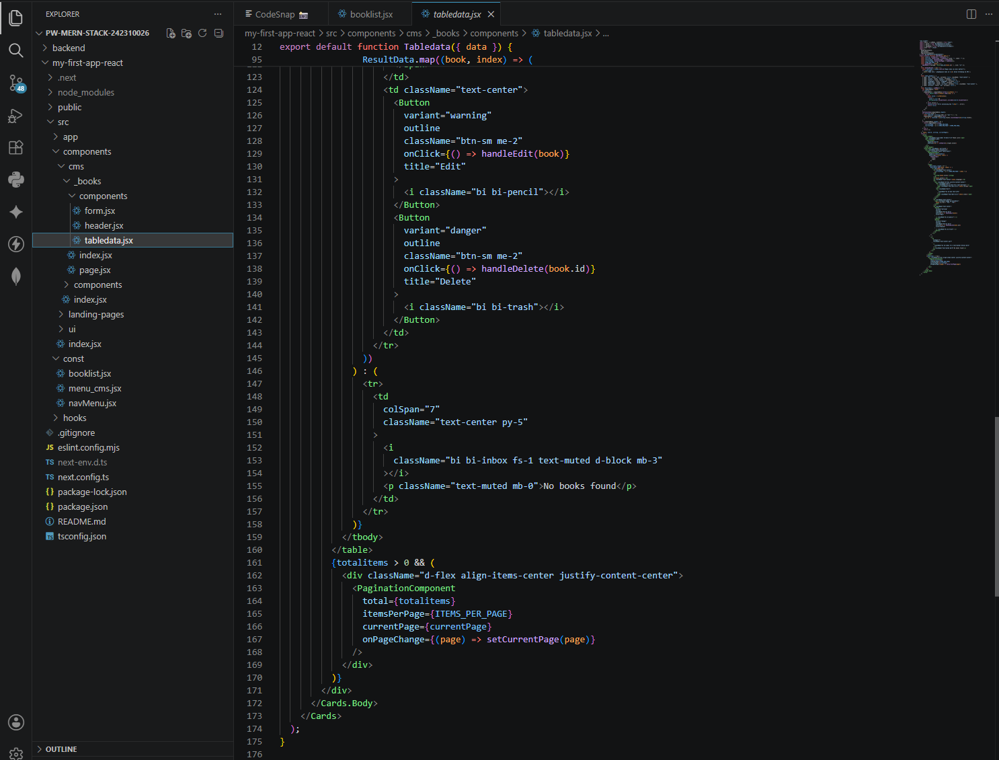 EXPLORER
PW-MERN-STACK-242310026
backend
my-first-app-react
.next
node_modules
public
src
app
components
cms
_books
components
form.jsx
header.jsx
tabledata.jsx
index.jsx
page.jsx
components
index.jsx
landing-pages
ui
index.jsx
const
booklist.jsx
menu_cms.jsx
navMenu.jsx
hooks
.gitignore
JS eslint.config.mjs
TS next-env.d.ts
TS next.config.ts
{} package-lock.json
{} package.json
README.md
TS tsconfig.json
OUTLINE
48
CodeSnap 📷
booklist.jsx
tabledata.jsx
my-first-app-react > src > components > cms > _books > components > tabledata.jsx > ...
12 export default function Tabledata({ data }) {
95 ResultData.map((book, index) => (
123 </td>
124 <td className="text-center">
125 <Button
126 variant="warning"
127 outline
128 className="btn-sm me-2"
129 onClick={() => handleEdit(book)}
130 title="Edit"
131 >
132 <i className="bi bi-pencil"></i>
133 </Button>
134 <Button
135 variant="danger"
136 outline
137 className="btn-sm me-2"
138 onClick={() => handleDelete(book.id)}
139 title="Delete"
140 >
141 <i className="bi bi-trash"></i>
142 </Button>
143 </td>
144 </tr>
145 ))
146 ) : (
147 <tr>
148 <td
149 colSpan="7"
150 className="text-center py-5"
151 >
152 <i
153 className="bi bi-inbox fs-1 text-muted d-block mb-3"
154 ></i>
155 <p className="text-muted mb-0">No books found</p>
156 </td>
157 </tr>
158 )}
159 </tbody>
160 </table>
161 {totalitems > 0 && (
162 <div className="d-flex align-items-center justify-content-center">
163 <PaginationComponent
164 total={totalitems}
165 itemsPerPage={ITEMS_PER_PAGE}
166 currentPage={currentPage}
167 onPageChange={(page) => setCurrentPage(page)}
168 />
169 </div>
170 )}
171 </div>
172 </Cards.Body>
173 </Cards>
174 );
175 }
176